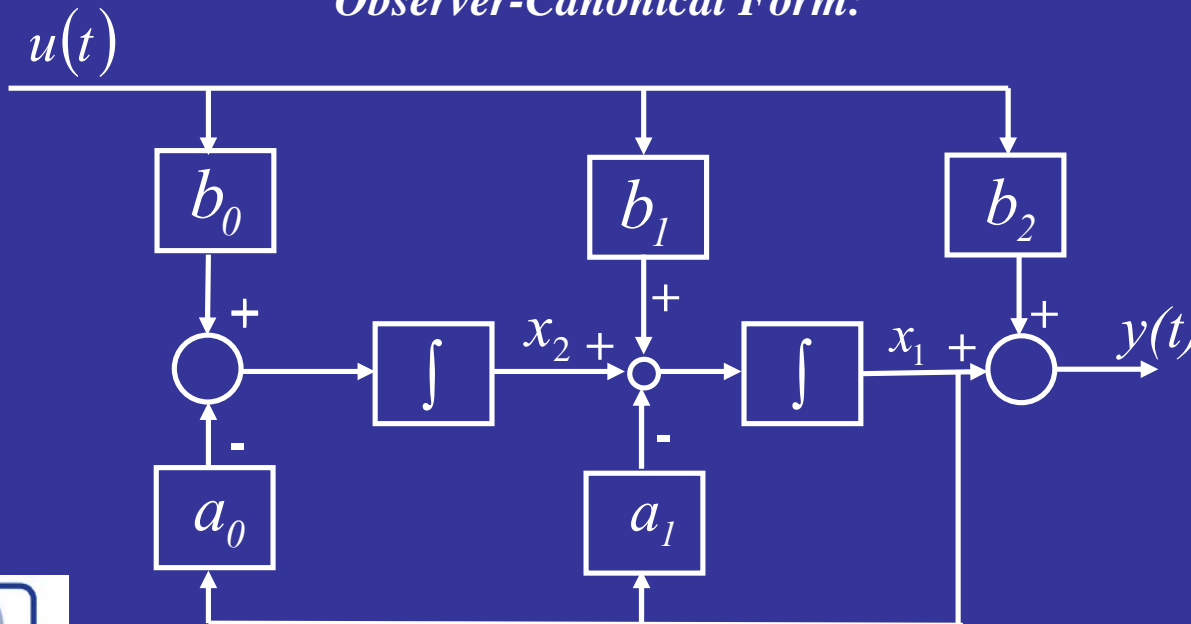 Observer-Canonical Form:
u(t)
b₀ b₁ b₂
+ + +
∫ x₂ + ∫ x₁ + y(t)
- -
a₀ a₁